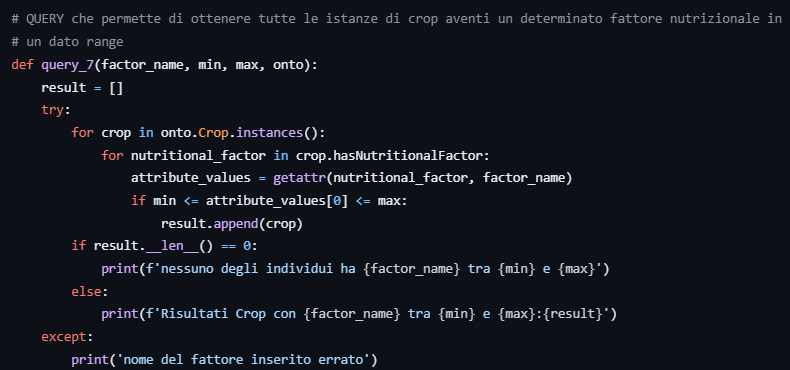 # QUERY che permette di ottenere tutte le istanze di crop aventi un determinato fattore nutrizionale in
# un dato range
def query_7(factor_name, min, max, onto):
    result = []
    try:
        for crop in onto.Crop.instances():
            for nutritional_factor in crop.hasNutritionalFactor:
                attribute_values = getattr(nutritional_factor, factor_name)
                if min <= attribute_values[0] <= max:
                    result.append(crop)
        if result.__len__() == 0:
            print(f'nessuno degli individui ha {factor_name} tra {min} e {max}')
        else:
            print(f'Risultati Crop con {factor_name} tra {min} e {max}:{result}')
    except:
        print('nome del fattore inserito errato')